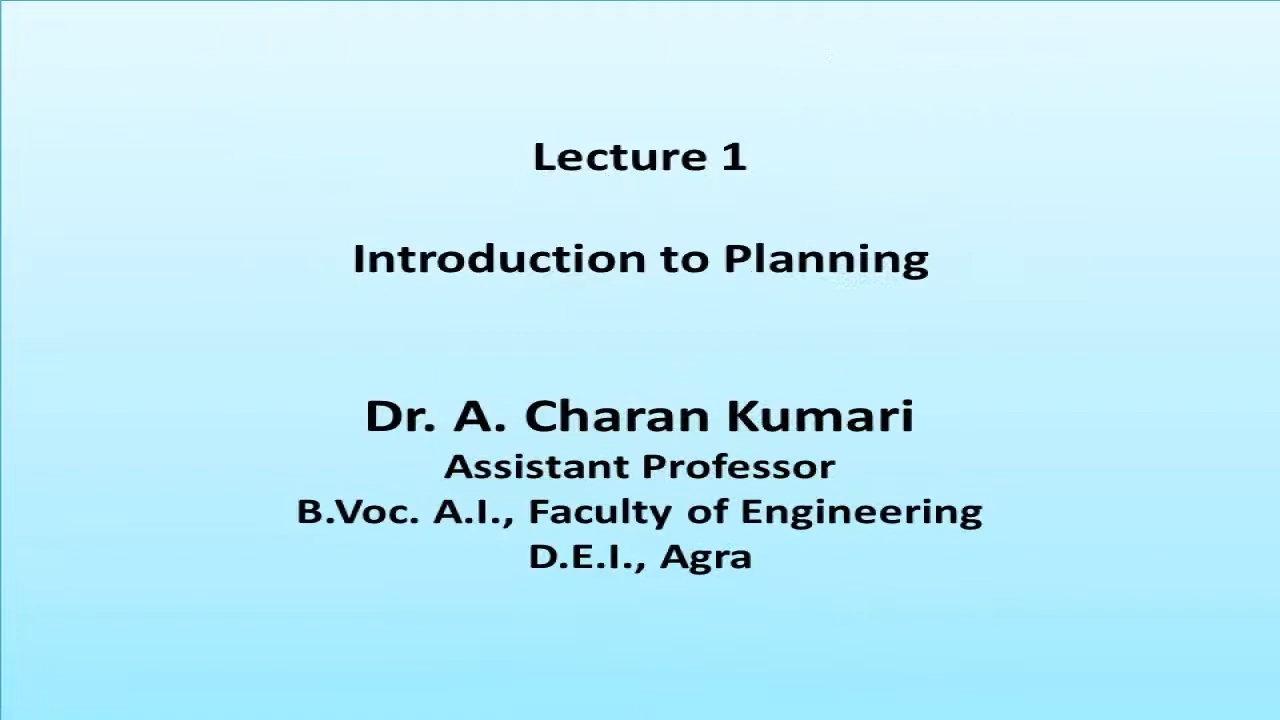 Lecture 1
Introduction to Planning
Dr. A. Charan Kumari
Assistant Professor
B.Voc. A.I., Faculty of Engineering
D.E.I., Agra